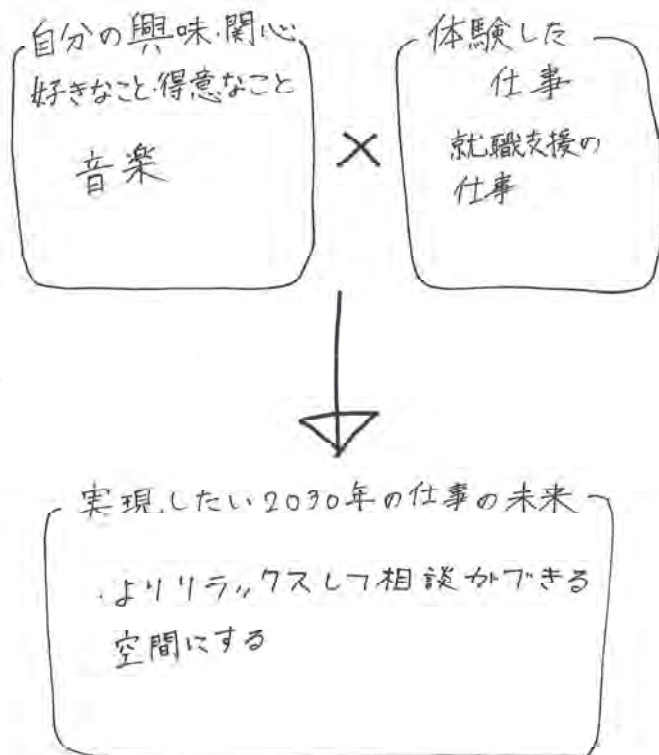 自分の興味・関心
好きなこと・得意なこと
音楽
×
体験した
仕事
就職支援の
仕事
実現したい2030年の仕事の未来
・よりリラックスして相談ができる
空間にする